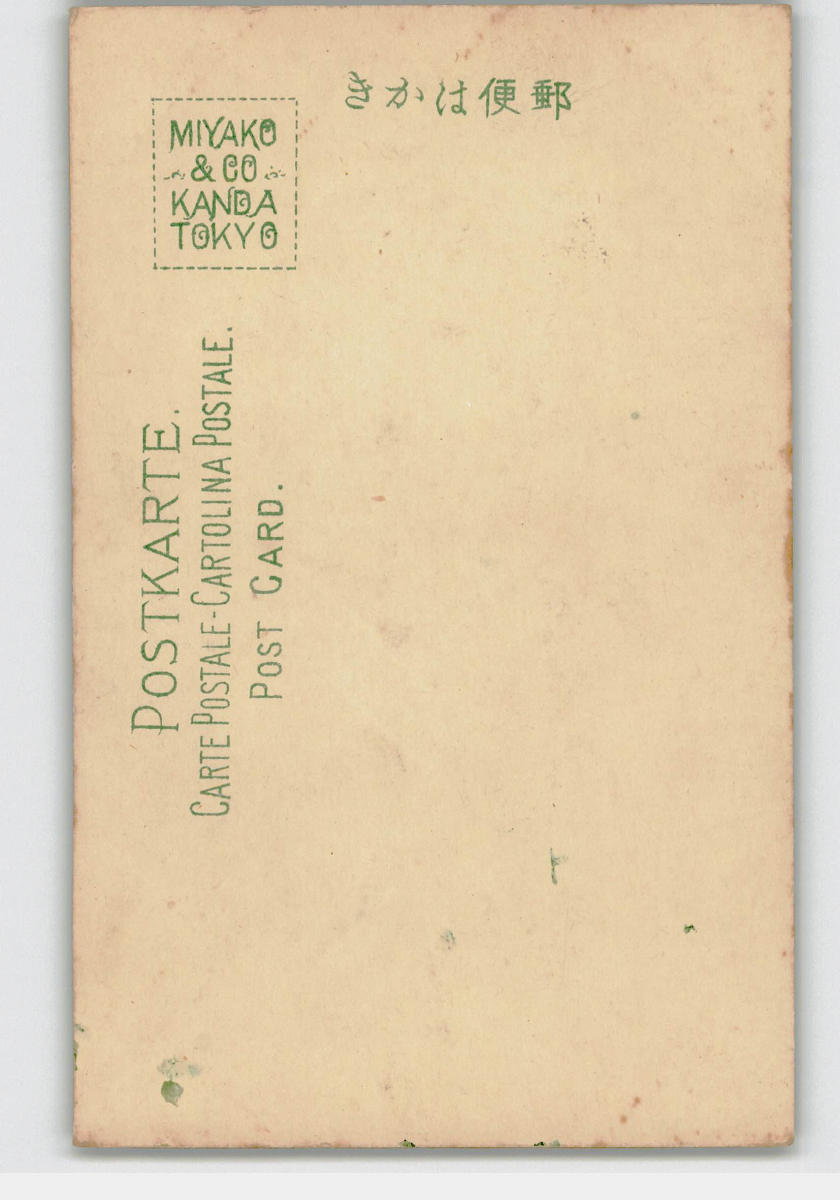 郵便はかき
MIYAKO
& CO
KANDA
TOKYO
POSTKARTE.
CARTE POSTALE-CARTOLINA POSTALE.
POST CARD.